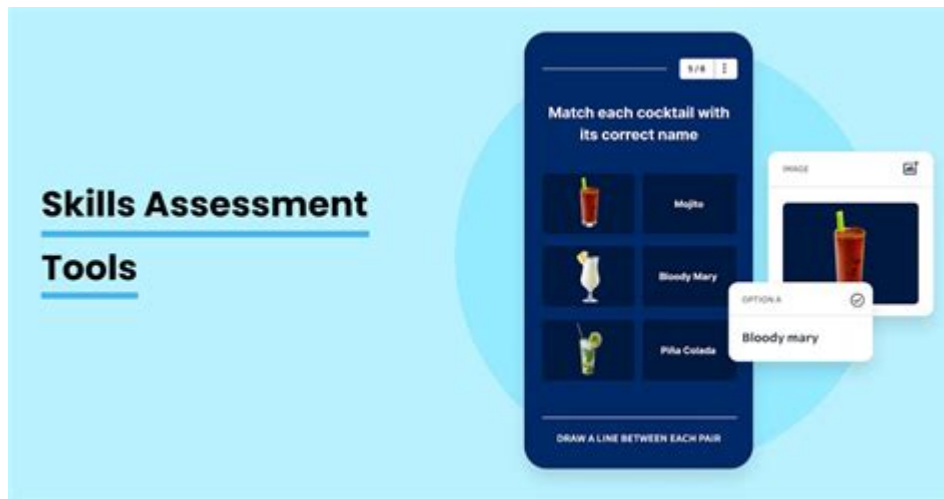 Skills Assessment
Tools
5/8
Match each cocktail with
its correct name
Mojito
Bloody Mary
Piña Colada
DRAW A LINE BETWEEN EACH PAIR
IMAGE
OPTION A
Bloody mary